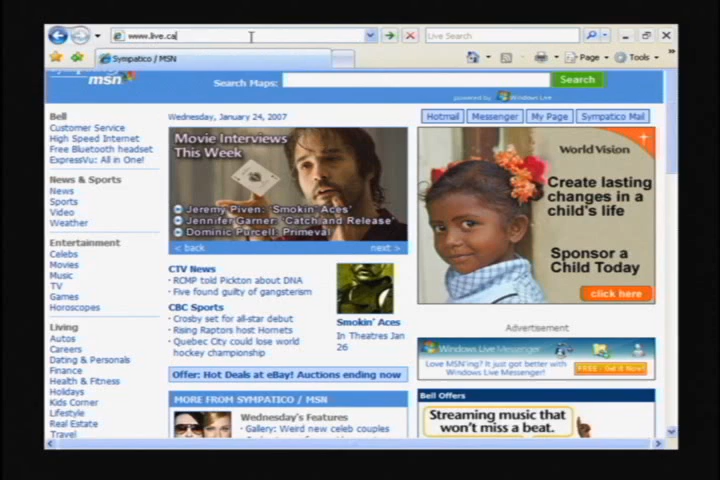 www.live.ca
Live Search
Sympatico / MSN
Page
Tools
msn
Search Maps:
Search
powered by
Windows Live
Bell
Customer Service
High Speed Internet
Free Bluetooth headset
ExpressVu: All in One!
News & Sports
News
Sports
Video
Weather
Entertainment
Celebs
Movies
Music
TV
Games
Horoscopes
Living
Autos
Careers
Dating & Personals
Finance
Health & Fitness
Holidays
Kids Corner
Lifestyle
Real Estate
Travel
Wednesday, January 24, 2007
Hotmail
Messenger
My Page
Sympatico Mail
Movie Interviews
This Week
Jeremy Piven: 'Smokin' Aces'
Jennifer Garner: 'Catch and Release'
Dominic Purcell: Primeval
< back
next >
CTV News
RCMP told Pickton about DNA
Five found guilty of gangsterism
CBC Sports
Crosby set for all-star debut
Rising Raptors host Hornets
Quebec City could lose world
hockey championship
Smokin' Aces
In Theatres Jan
26
Offer: Hot Deals at eBay! Auctions ending now
MORE FROM SYMPATICO / MSN
Wednesday's Features
Gallery: Weird new celeb couples
World Vision
Create lasting
changes in a
child's life
Sponsor a
Child Today
click here
Advertisement
Windows Live Messenger
Love MSN'ing? It just got better with
Windows Live Messenger!
FREE - Get it Now!
Bell Offers
Streaming music that
won't miss a beat.